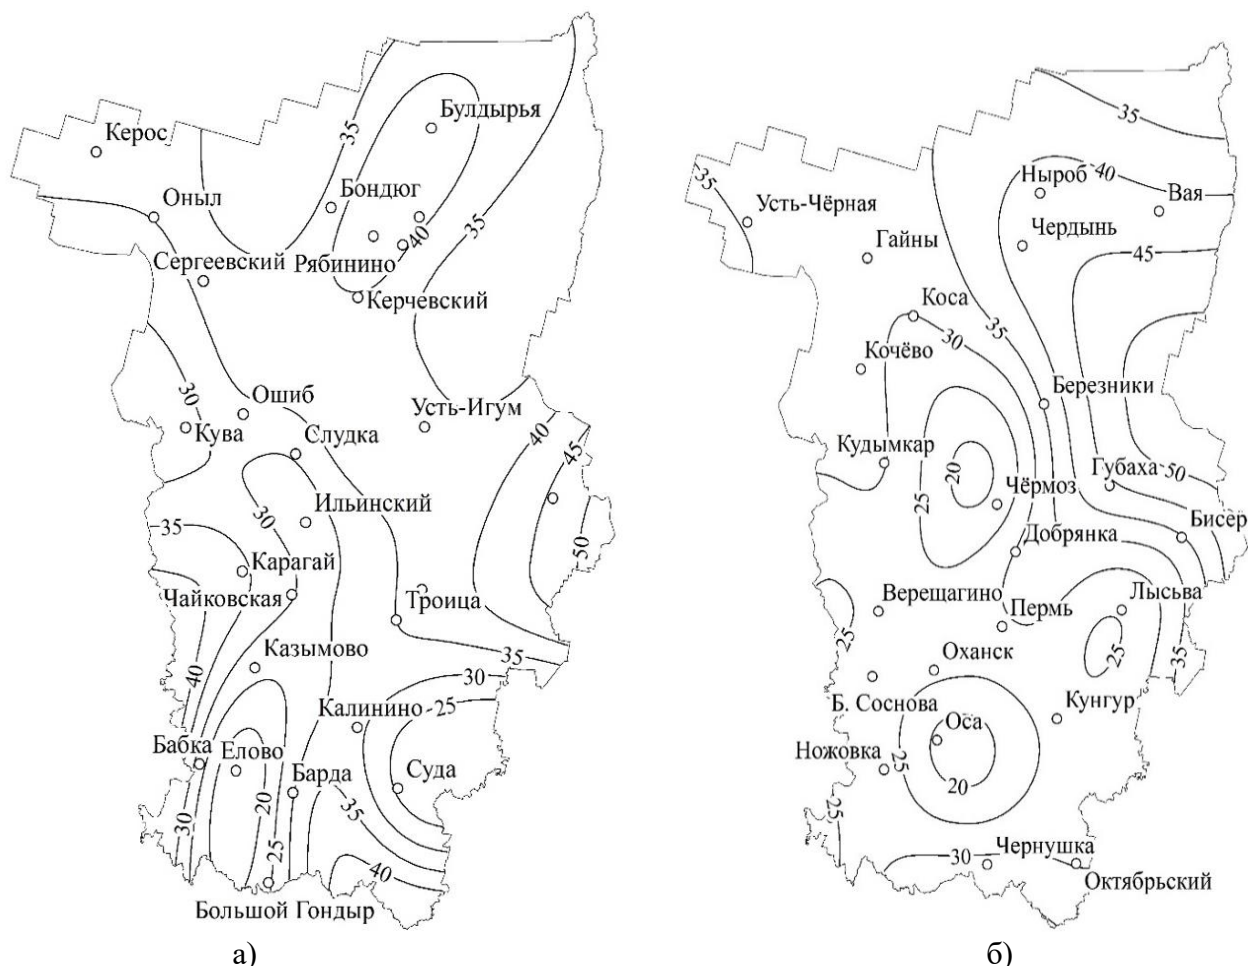 Булдырья
35
Керос
Бондюг
Оныл
35
40
Сергеевский
Рябинино
Керчевский
30
Ошиб
Усть-Игум
Кува
Слудка
40
45
Ильинский
30
35
50
Карагай
Чайковская
Троица
Казымово
35
40
30
25
Калинино
Бабка
Елово
Барда
Суда
20
35
30
25
40
Большой Гондыр
а)
35
Ныроб
40
35
Вая
Усть-Чёрная
Гайны
Чердынь
45
Коса
35
30
Кочёво
Березники
Кудымкар
20
Губаха
50
25
Чёрмоз
Бисер
Добрянка
Верещагино
Пермь
Лысьва
25
25
35
Оханск
Б. Соснова
Кунгур
Оса
Ножовка
25
20
25
30
Чернушка
Октябрьский
б)